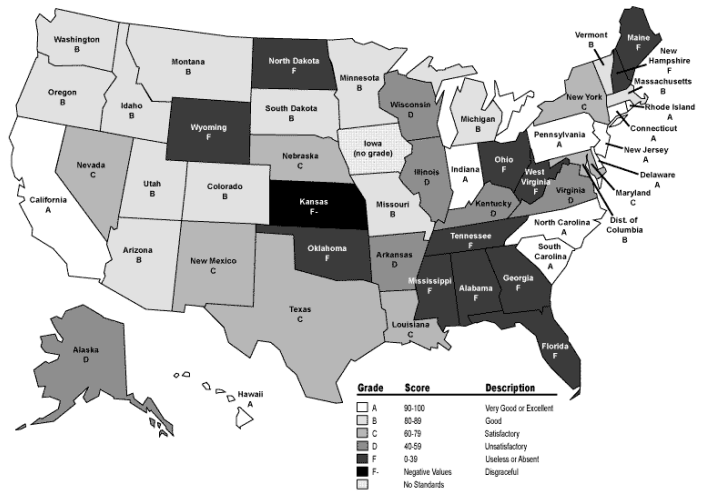 Washington
B
Oregon
B
California
A
Nevada
C
Idaho
B
Montana
B
Wyoming
F
Utah
B
Colorado
B
Arizona
B
New Mexico
C
North Dakota
F
South Dakota
B
Nebraska
C
Kansas
F-
Oklahoma
F
Texas
C
Minnesota
B
Iowa
(no grade)
Missouri
B
Arkansas
D
Louisiana
C
Wisconsin
D
Illinois
D
Michigan
B
Indiana
A
Ohio
F
Kentucky
D
Tennessee
F
Mississippi
F
Alabama
F
Georgia
F
Florida
F
South
Carolina
A
North Carolina
A
Virginia
D
West
Virginia
F
Pennsylvania
A
New York
C
Vermont
B
Maine
F
New
Hampshire
F
Massachusetts
B
Rhode Island
A
Connecticut
A
New Jersey
A
Delaware
A
Maryland
C
Dist. of
Columbia
B
Alaska
D
Hawaii
A
Grade Score Description
A 90-100 Very Good or Excellent
B 80-89 Good
C 60-79 Satisfactory
D 40-59 Unsatisfactory
F 0-39 Useless or Absent
F- Negative Values Disgraceful
No Standards